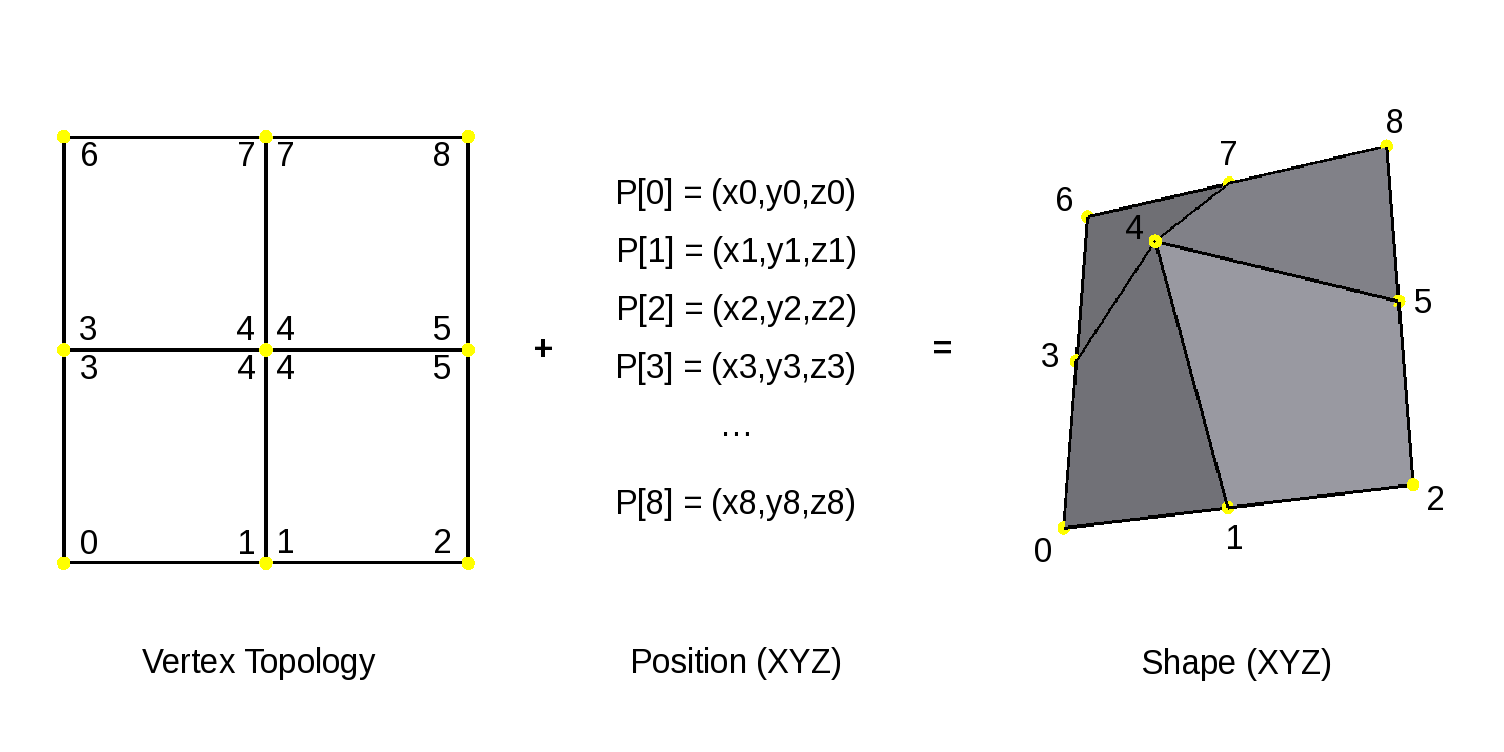 6 7 7 8
3 4 4 5
3 4 4 5
0 1 1 2
Vertex Topology
+
P[0] = (x0,y0,z0)
P[1] = (x1,y1,z1)
P[2] = (x2,y2,z2)
P[3] = (x3,y3,z3)
...
P[8] = (x8,y8,z8)
Position (XYZ)
=
8
7
6
4
5
3
2
1
0
Shape (XYZ)